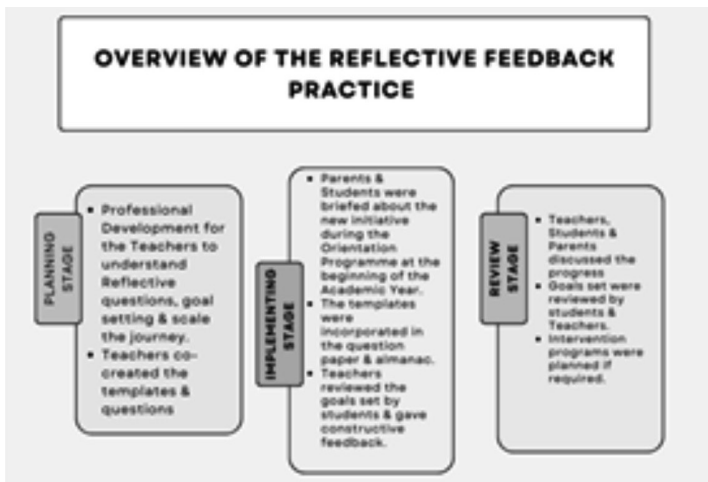 OVERVIEW OF THE REFLECTIVE FEEDBACK
PRACTICE
PLANNING
STAGE
• Professional
Development for
the Teachers to
understand
Reflective
questions, goal
setting & scale
the journey.
• Teachers co-
created the
templates &
questions
IMPLEMENTING
STAGE
• Parents &
Students were
briefed about the
new initiative
during the
Orientation
Programme at the
beginning of the
Academic Year.
• The templates
were
incorporated in
the question
paper & almanac.
• Teachers
reviewed the
goals set by
students & gave
constructive
feedback.
REVIEW
STAGE
• Teachers,
Students &
Parents
discussed the
progress
• Goals set were
reviewed by
students &
Teachers.
• Intervention
programs were
planned if
required.